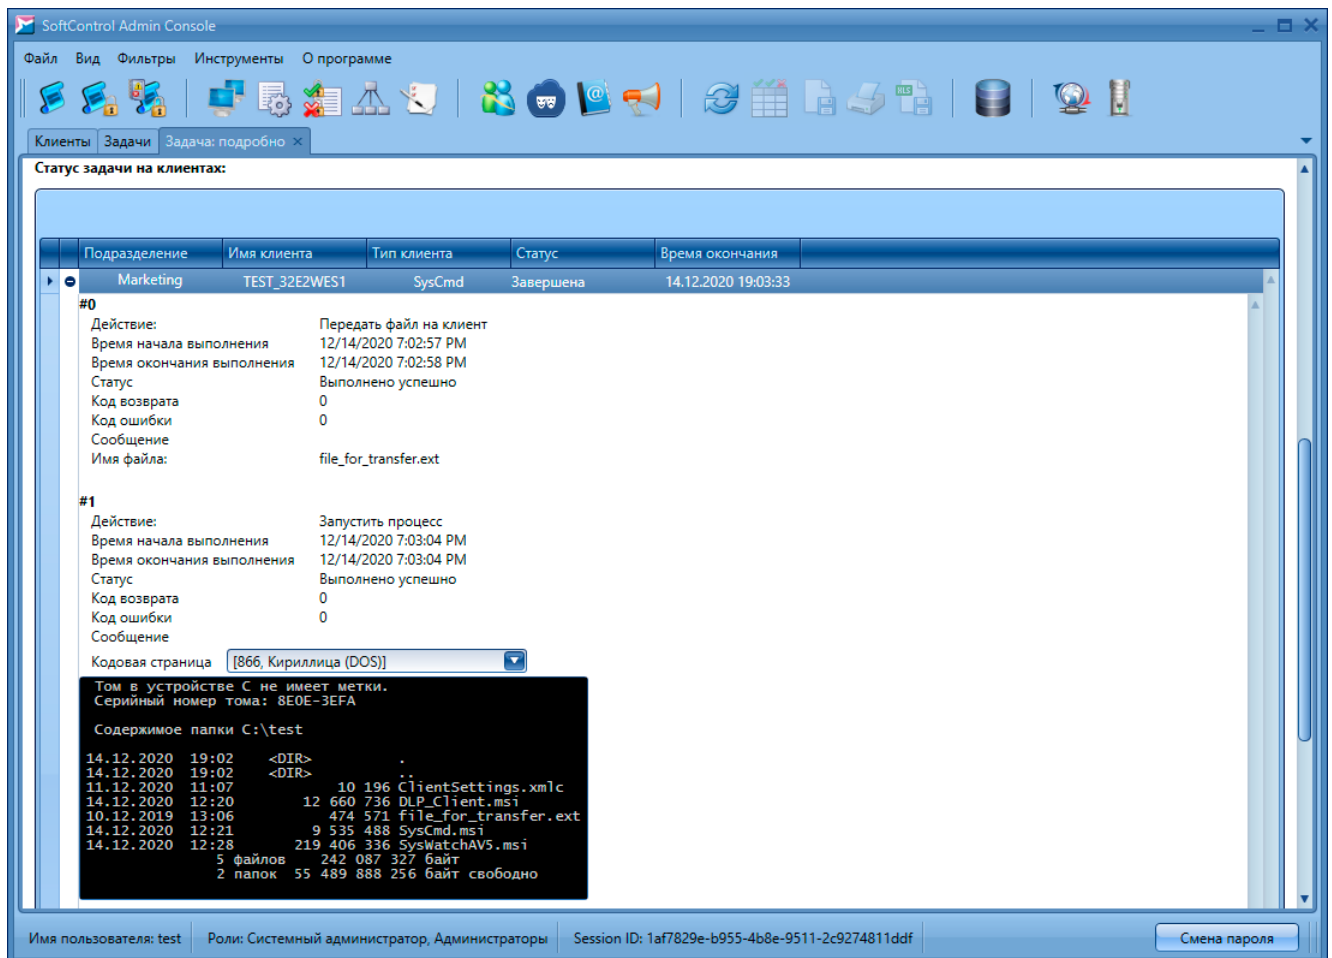 SoftControl Admin Console
Файл Вид Фильтры Инструменты О программе
XLS
Клиенты Задачи Задача: подробно
Статус задачи на клиентах:
Подразделение Имя клиента Тип клиента Статус Время окончания
Marketing TEST_32E2WES1 SysCmd Завершена 14.12.2020 19:03:33
#0
Действие: Передать файл на клиент
Время начала выполнения 12/14/2020 7:02:57 PM
Время окончания выполнения 12/14/2020 7:02:58 PM
Статус Выполнено успешно
Код возврата 0
Код ошибки 0
Сообщение
Имя файла: file_for_transfer.ext
#1
Действие: Запустить процесс
Время начала выполнения 12/14/2020 7:03:04 PM
Время окончания выполнения 12/14/2020 7:03:04 PM
Статус Выполнено успешно
Код возврата 0
Код ошибки 0
Сообщение
Кодовая страница [866, Кириллица (DOS)]
Том в устройстве C не имеет метки.
Серийный номер тома: 8E0E-3EFA
Содержимое папки C:\test
14.12.2020 19:02 <DIR> .
14.12.2020 19:02 <DIR> ..
11.12.2020 11:07 10 196 ClientSettings.xmlc
14.12.2020 12:20 12 660 736 DLP_Client.msi
10.12.2019 13:06 474 571 file_for_transfer.ext
14.12.2020 12:21 9 535 488 SysCmd.msi
14.12.2020 12:28 219 406 336 SysWatchAV5.msi
5 файлов 242 087 327 байт
2 папок 55 489 888 256 байт свободно
Имя пользователя: test Роли: Системный администратор, Администраторы Session ID: 1af7829e-b955-4b8e-9511-2c9274811ddf Смена пароля